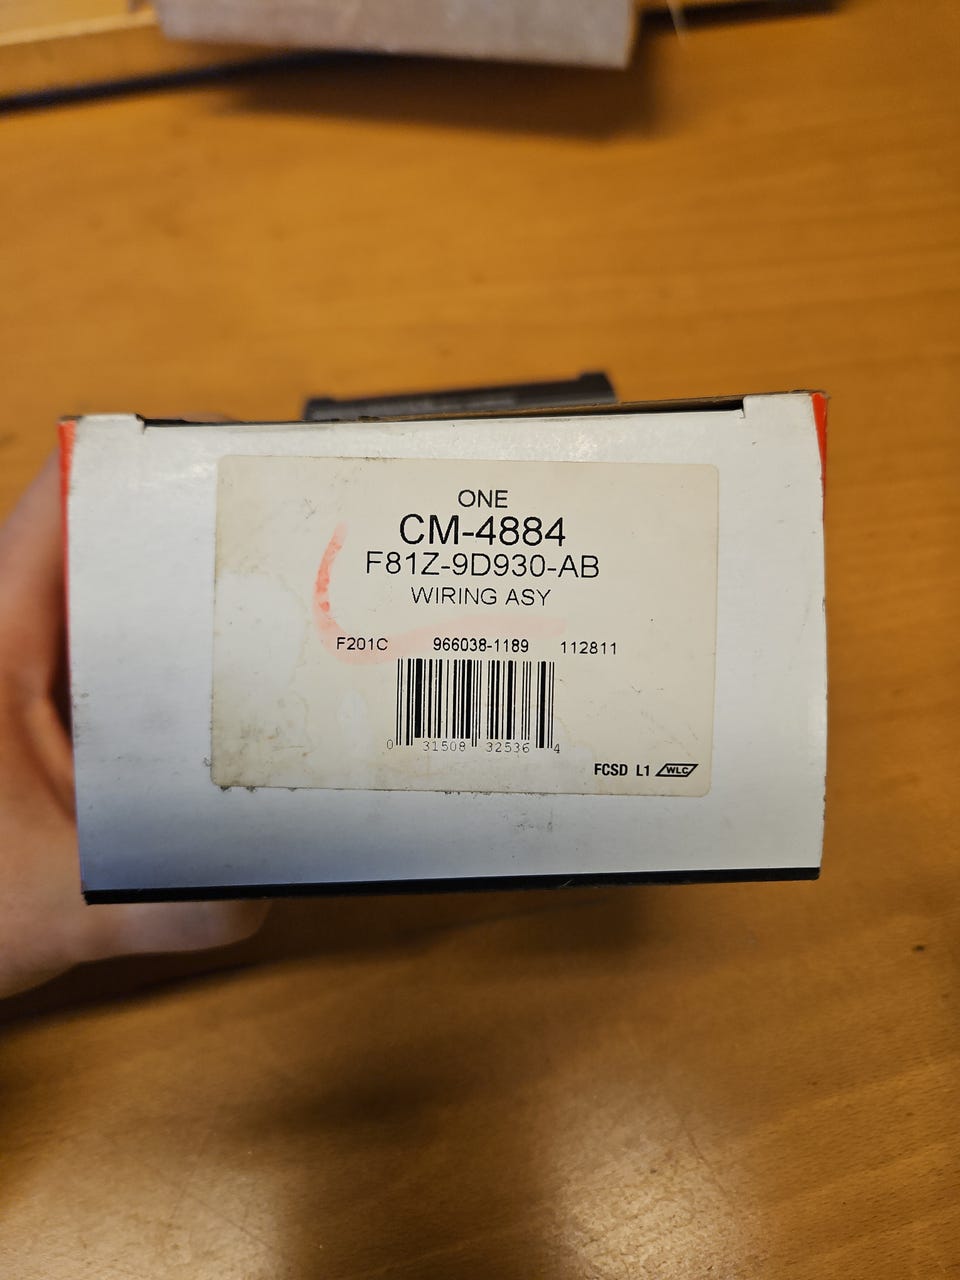 ONE
CM-4884
F81Z-9D930-AB
WIRING ASY
F201C 966038-1189 112811
0 31508 32536 4
FCSD L1 WLC